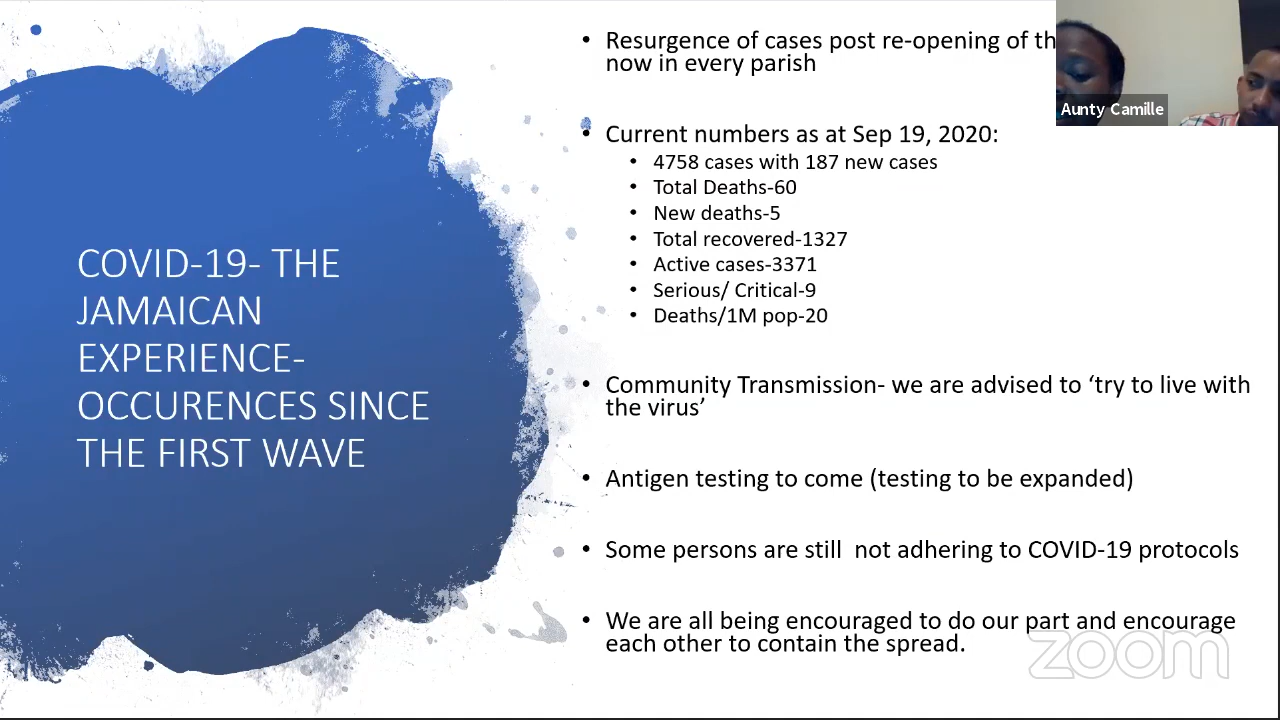 COVID-19- THE
JAMAICAN
EXPERIENCE-
OCCURENCES SINCE
THE FIRST WAVE
• Resurgence of cases post re-opening of
now in every parish
• Current numbers as at Sep 19, 2020:
• 4758 cases with 187 new cases
• Total Deaths-60
• New deaths-5
• Total recovered-1327
• Active cases-3371
• Serious/ Critical-9
• Deaths/1M pop-20
• Community Transmission- we are advised to ‘try to live with
the virus’
• Antigen testing to come (testing to be expanded)
• Some persons are still  not adhering to COVID-19 protocols
• We are all being encouraged to do our part and encourage
each other to contain the spread.
Aunty Camille
zoom